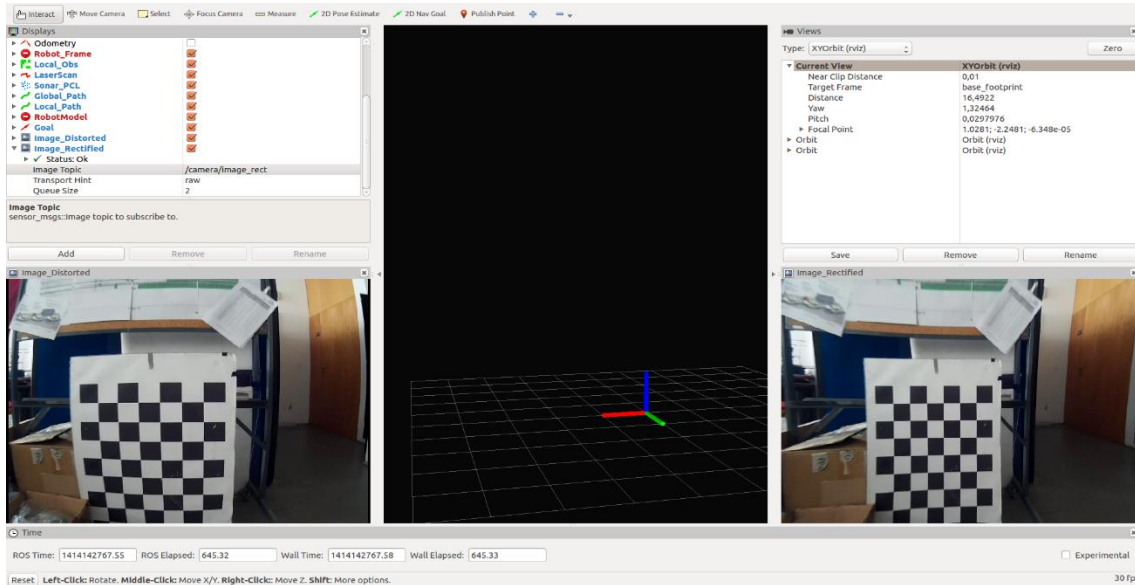 Interact Move Camera Select Focus Camera Measure 2D Pose Estimate 2D Nav Goal Publish Point
Displays
Odometry
Robot_Frame
Local_Obs
LaserScan
Sonar_PCL
Global_Path
Local_Path
RobotModel
Goal
Image_Distorted
Image_Rectified
Status: Ok
Image Topic /camera/image_rect
Transport Hint raw
Queue Size 2
Image Topic
sensor_msgs::Image topic to subscribe to.
Add Remove Rename
Image_Distorted
Views
Type: XYOrbit (rviz) Zero
Current View XYOrbit (rviz)
Near Clip Distance 0,01
Target Frame base_footprint
Distance 16,4922
Yaw 1,32464
Pitch 0,0297976
Focal Point 1.0281; -2.2481; -6.348e-05
Orbit Orbit (rviz)
Orbit Orbit (rviz)
Save Remove Rename
Image_Rectified
Time
ROS Time: 1414142767.55 ROS Elapsed: 645.32 Wall Time: 1414142767.58 Wall Elapsed: 645.33 Experimental
Reset Left-Click: Rotate. Middle-Click: Move X/Y. Right-Click:: Move Z. Shift: More options. 30 fp